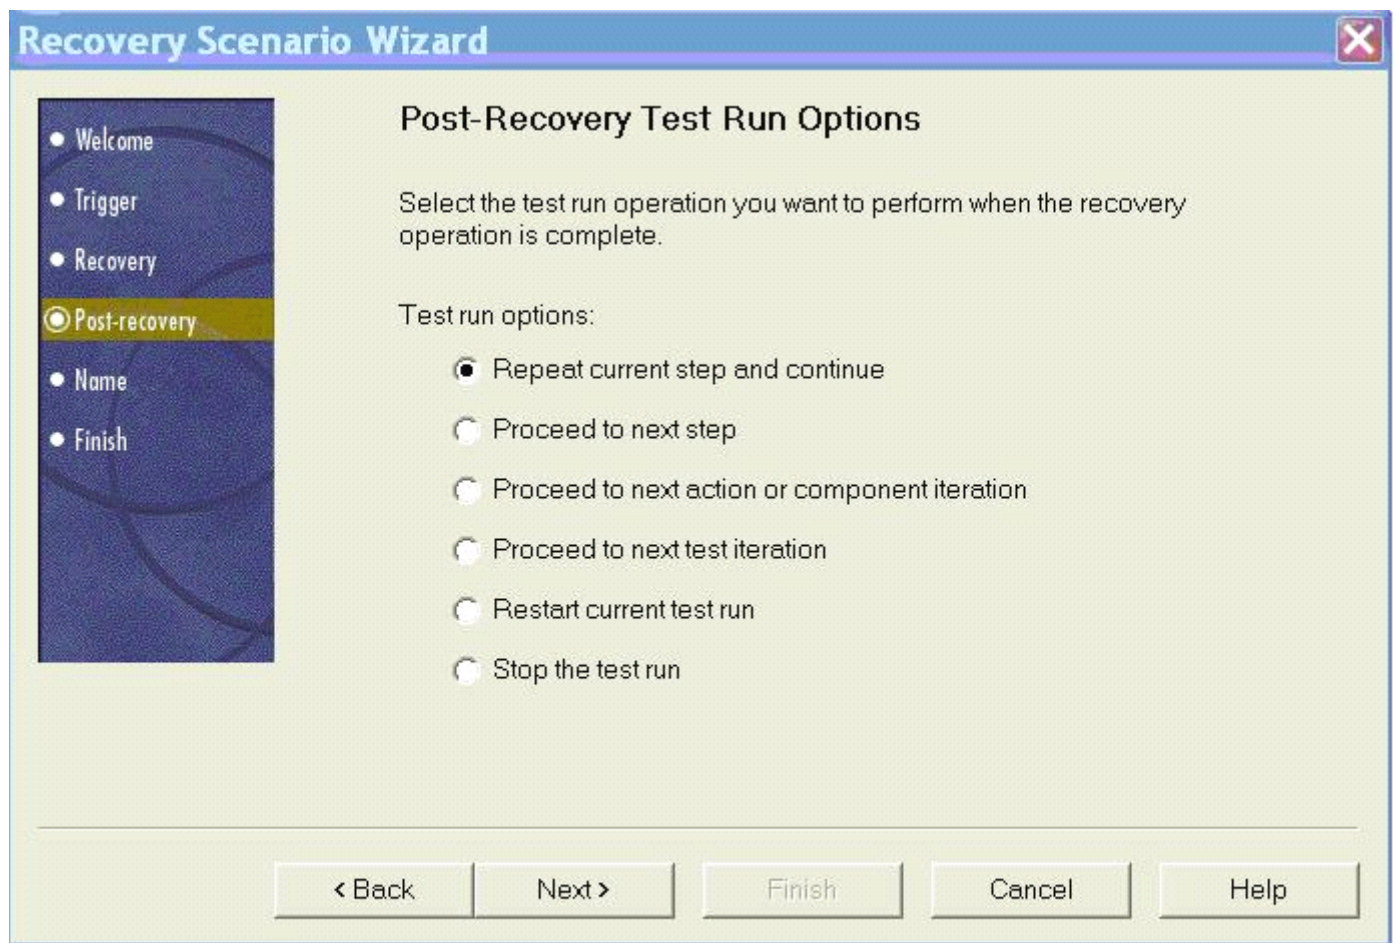 Recovery Scenario Wizard
Welcome
Trigger
Recovery
Post-recovery
Name
Finish
Post-Recovery Test Run Options
Select the test run operation you want to perform when the recovery
operation is complete.
Test run options:
Repeat current step and continue
Proceed to next step
Proceed to next action or component iteration
Proceed to next test iteration
Restart current test run
Stop the test run
< Back
Next >
Finish
Cancel
Help